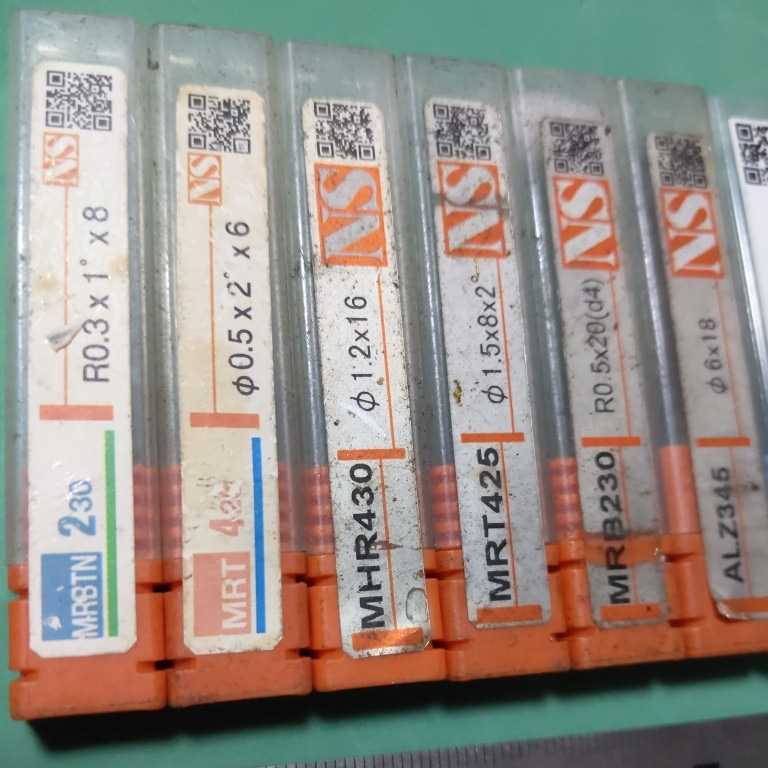 NS
R0.3 x 1° x 8
230
MRBTN
NS
φ0.5 x 2° x 6
MRT
NS
φ1.2x16
MHR430
NS
φ1.5x8x2°
MRT425
NS
R0.5x20(d4)
MRB230
NS
φ6x18
ALZ345